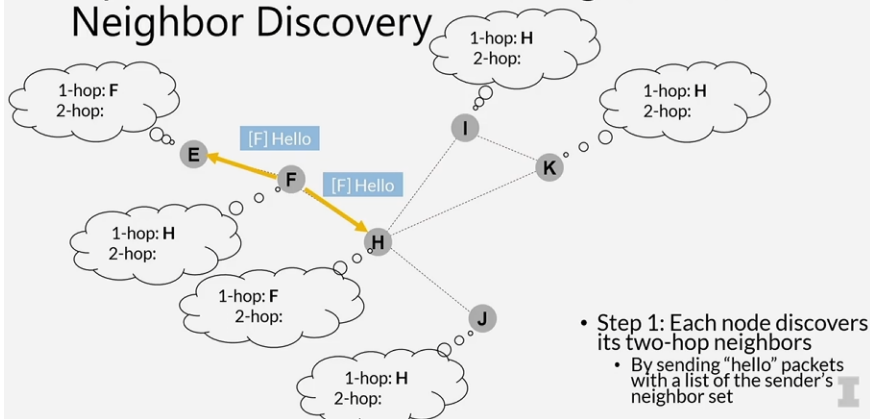 Neighbor Discovery
1-hop: H
2-hop:
1-hop: F
2-hop:
1-hop: H
2-hop:
I
[F] Hello
E
K
F
[F] Hello
1-hop: H
2-hop:
H
1-hop: F
2-hop:
J
1-hop: H
2-hop:
• Step 1: Each node discovers
its two-hop neighbors
• By sending “hello” packets
with a list of the sender’s
neighbor set
I